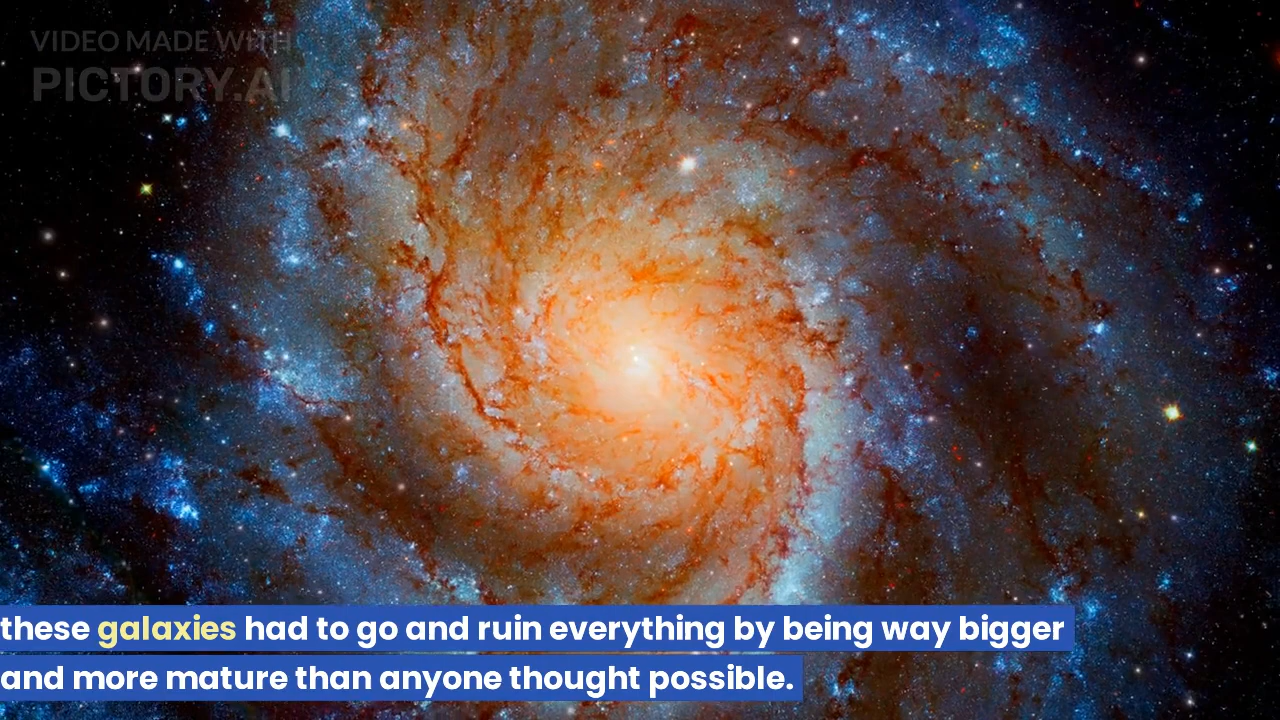 VIDEO MADE WITH
PICTORY.AI
these galaxies had to go and ruin everything by being way bigger
and more mature than anyone thought possible.